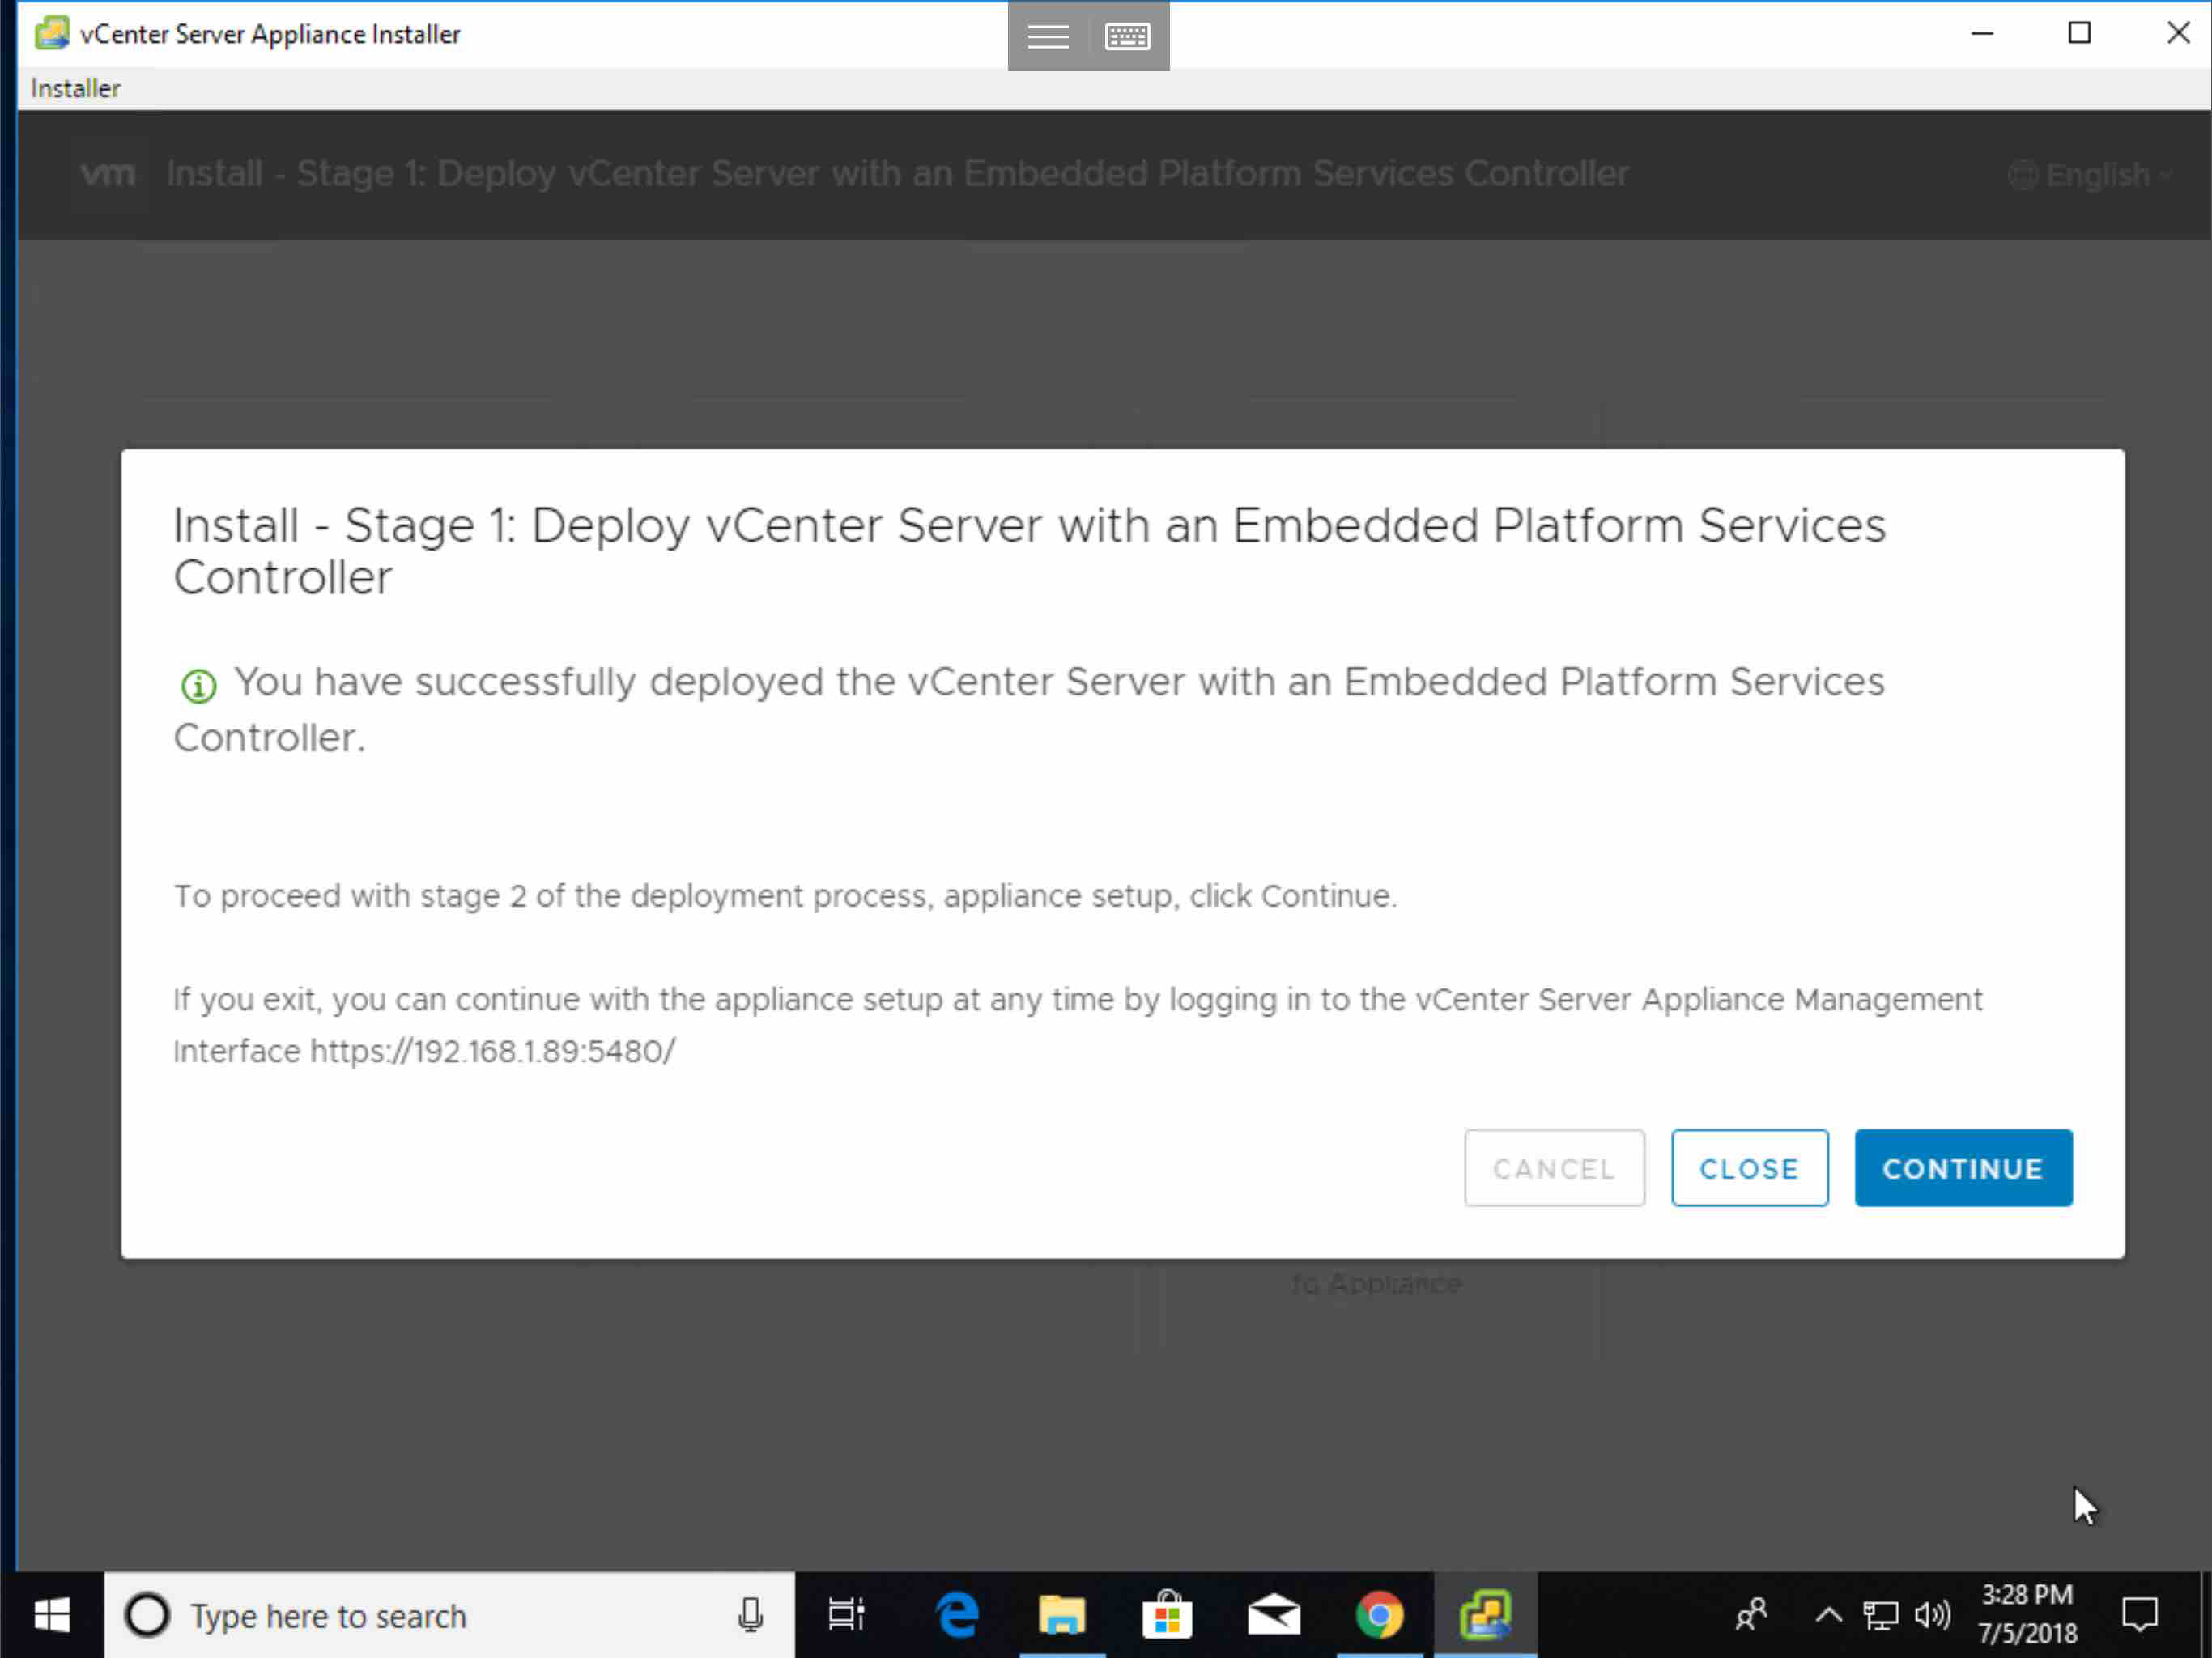 vCenter Server Appliance Installer
Installer
vm Install - Stage 1: Deploy vCenter Server with an Embedded Platform Services Controller
English
Install - Stage 1: Deploy vCenter Server with an Embedded Platform Services
Controller
You have successfully deployed the vCenter Server with an Embedded Platform Services
Controller.
To proceed with stage 2 of the deployment process, appliance setup, click Continue.
If you exit, you can continue with the appliance setup at any time by logging in to the vCenter Server Appliance Management
Interface https://192.168.1.89:5480/
CANCEL CLOSE CONTINUE
to Appliance
Type here to search
3:28 PM
7/5/2018